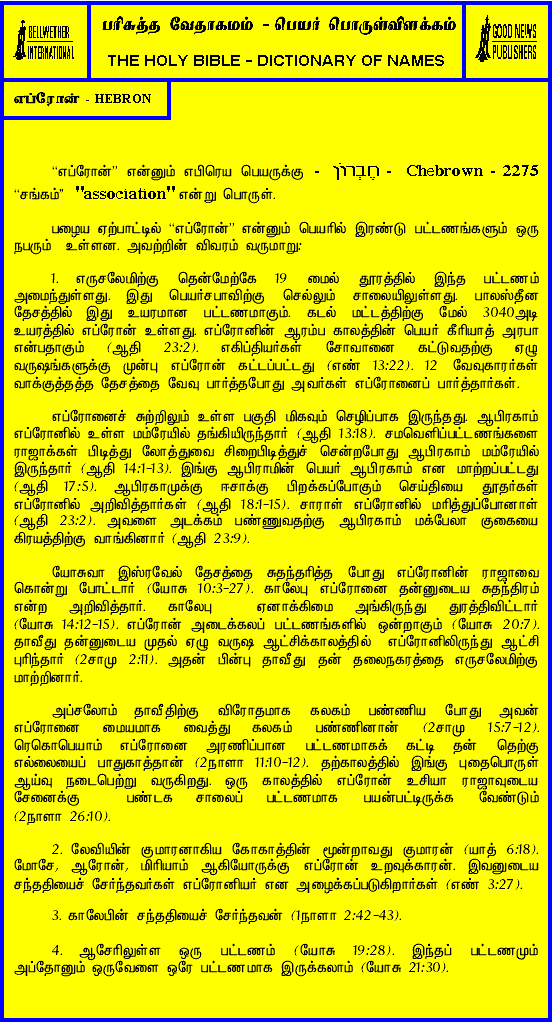 BELLWETHER
INTERNATIONAL
பரிசுத்த வேதாகமம் - பெயர் பொருள்விளக்கம்
THE HOLY BIBLE - DICTIONARY OF NAMES
GOOD NEWS
PUBLISHERS
எப்ரோன் - HEBRON
“எப்ரோன்” என்னும் எபிரெய பெயருக்கு - חֶבְרוֹן - Chebrown - 2275
“சங்கம்” "association" என்று பொருள்.
பழைய ஏற்பாட்டில் “எப்ரோன்” என்னும் பெயரில் இரண்டு பட்டணங்களும் ஒரு
நபரும் உள்ளன. அவற்றின் விவரம் வருமாறு:
1. எருசலேமிற்கு தென்மேற்கே 19 மைல் தூரத்தில் இந்த பட்டணம்
அமைந்துள்ளது. இது பெயர்சபாவிற்கு செல்லும் சாலையிலுள்ளது. பாலஸ்தீன
தேசத்தில் இது உயரமான பட்டணமாகும். கடல் மட்டத்திற்கு மேல் 3040அடி
உயரத்தில் எப்ரோன் உள்ளது. எப்ரோனின் ஆரம்ப காலத்தின் பெயர் கீரியாத் அரபா
என்பதாகும் (ஆதி 23:2). எகிப்தியர்கள் சோவானை கட்டுவதற்கு ஏழு
வருஷங்களுக்கு முன்பு எப்ரோன் கட்டப்பட்டது (எண் 13:22). 12 வேவுகாரர்கள்
வாக்குத்தத்த தேசத்தை வேவு பார்த்தபோது அவர்கள் எப்ரோனைப் பார்த்தார்கள்.
எப்ரோனைச் சுற்றிலும் உள்ள பகுதி மிகவும் செழிப்பாக இருந்தது. ஆபிரகாம்
எப்ரோனில் உள்ள மம்ரேயில் தங்கியிருந்தார் (ஆதி 13:18). சமவெளிப்பட்டணங்களை
ராஜாக்கள் பிடித்து லோத்துவை சிறைபிடித்துச் சென்றபோது ஆபிரகாம் மம்ரேயில்
இருந்தார் (ஆதி 14:1-13). இங்கு ஆபிராமின் பெயர் ஆபிரகாம் என மாற்றப்பட்டது
(ஆதி 17:5). ஆபிரகாமுக்கு ஈசாக்கு பிறக்கப்போகும் செய்தியை தூதர்கள்
எப்ரோனில் அறிவித்தார்கள் (ஆதி 18:1-15). சாராள் எப்ரோனில் மரித்துப்போனாள்
(ஆதி 23:2). அவளை அடக்கம் பண்ணுவதற்கு ஆபிரகாம் மக்பேலா குகையை
கிரயத்திற்கு வாங்கினார் (ஆதி 23:9).
யோசுவா இஸ்ரவேல் தேசத்தை சுதந்தரித்த போது எப்ரோனின் ராஜாவை
கொன்று போட்டார் (யோசு 10:3-27). காலேபு எப்ரோனை தன்னுடைய சுதந்திரம்
என்ற அறிவித்தார். காலேபு ஏனாக்கிமை அங்கிருந்து துரத்திவிட்டார்
(யோசு 14:12-15). எப்ரோன் அடைக்கலப் பட்டணங்களில் ஒன்றாகும் (யோசு 20:7).
தாவீது தன்னுடைய முதல் ஏழு வருஷ ஆட்சிக்காலத்தில் எப்ரோனிலிருந்து ஆட்சி
புரிந்தார் (2சாமு 2:11). அதன் பின்பு தாவீது தன் தலைநகரத்தை எருசலேமிற்கு
மாற்றினார்.
அப்சலோம் தாவீதிற்கு விரோதமாக கலகம் பண்ணிய போது அவன்
எப்ரோனை மையமாக வைத்து கலகம் பண்ணினான் (2சாமு 15:7-12).
ரெகொபெயாம் எப்ரோனை அரணிப்பான பட்டணமாகக் கட்டி தன் தெற்கு
எல்லையைப் பாதுகாத்தான் (2நாளா 11:10-12). தற்காலத்தில் இங்கு புதைபொருள்
ஆய்வு நடைபெற்று வருகிறது. ஒரு காலத்தில் எப்ரோன் உசியா ராஜாவுடைய
சேனைக்கு பண்டக சாலைப் பட்டணமாக பயன்பட்டிருக்க வேண்டும்
(2நாளா 26:10).
2. லேவியின் குமாரனாகிய கோகாத்தின் மூன்றாவது குமாரன் (யாத் 6:18).
மோசே, ஆரோன், மிரியாம் ஆகியோருக்கு எப்ரோன் உறவுக்காரன். இவனுடைய
சந்ததியைச் சேர்ந்தவர்கள் எப்ரோனியர் என அழைக்கப்படுகிறார்கள் (எண் 3:27).
3. காலேபின் சந்ததியைச் சேர்ந்தவன் (1நாளா 2:42-43).
4. ஆசேரிலுள்ள ஒரு பட்டணம் (யோசு 19:28). இந்தப் பட்டணமும்
அப்தோனும் ஒருவேளை ஒரே பட்டணமாக இருக்கலாம் (யோசு 21:30).